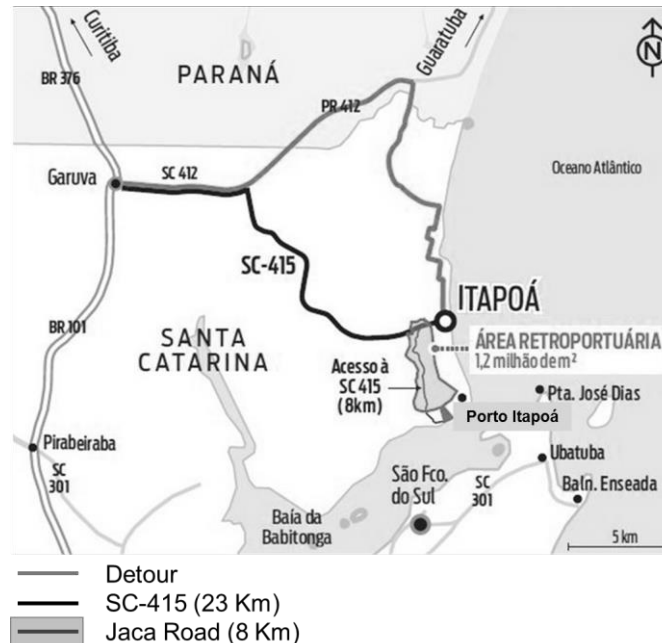 Curitiba
BR 376
PARANÁ
Guaratuba
N
PR 412
Oceano Atlântico
Garuva
SC 412
SC-415
ITAPOÁ
BR 101
SANTA
CATARINA
ÁREA RETROPORTUÁRIA
1,2 milhão de m²
Acesso à
SC 415
(8km)
Pta. José Dias
Porto Itapoá
Pirabeiraba
SC
301
São Fco.
do Sul
SC
301
Ubatuba
Baln. Enseada
Baía da
Babitonga
5 km
Detour
SC-415 (23 Km)
Jaca Road (8 Km)